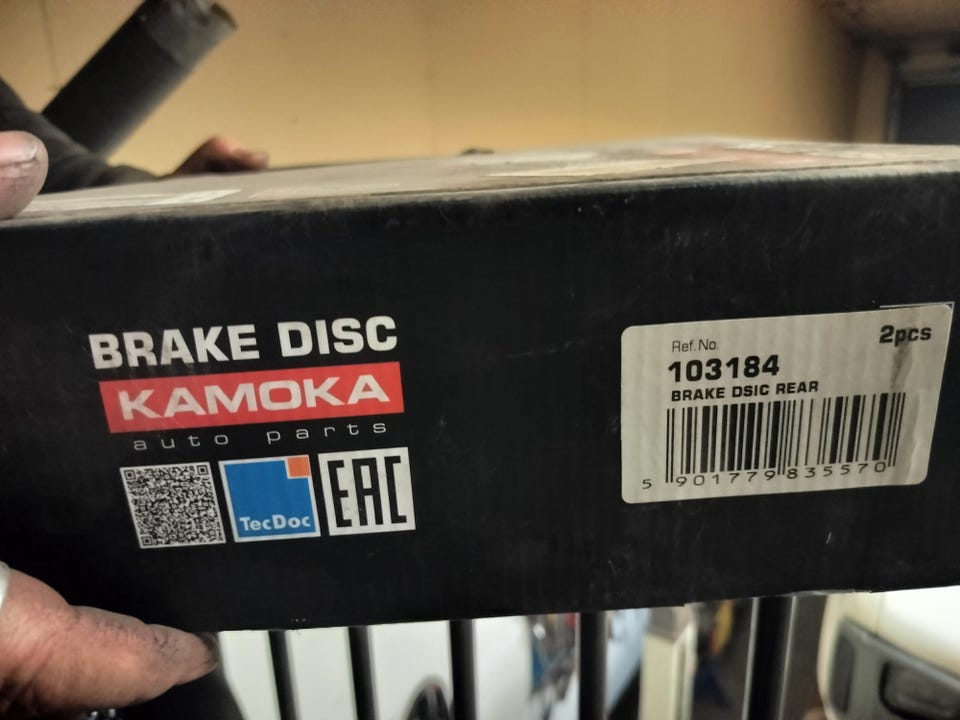 BRAKE DISC
KAMOKA
auto parts
TecDoc
EAC
2pcs
Ref. No.
103184
BRAKE DSIC REAR
5 901779 835570